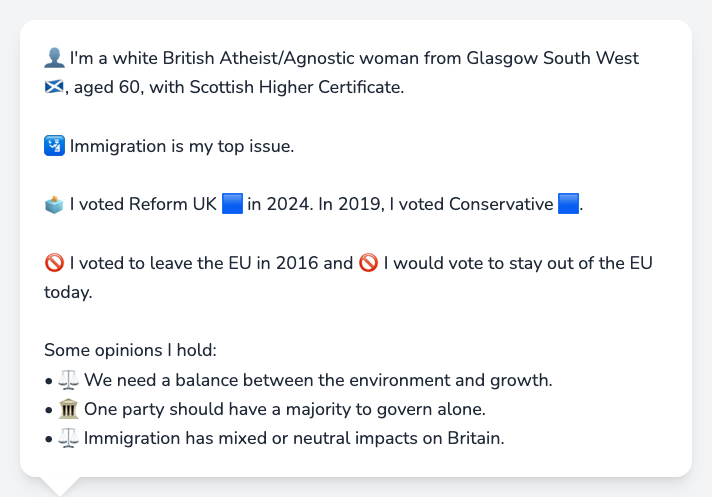 👤 I'm a white British Atheist/Agnostic woman from Glasgow South West
🏴󠁧󠁢󠁳󠁣󠁴󠁿, aged 60, with Scottish Higher Certificate.
🛂 Immigration is my top issue.
🗳️ I voted Reform UK 🟦 in 2024. In 2019, I voted Conservative 🟦.
🚫 I voted to leave the EU in 2016 and 🚫 I would vote to stay out of the EU
today.
Some opinions I hold:
• ⚖️ We need a balance between the environment and growth.
• 🏛️ One party should have a majority to govern alone.
• ⚖️ Immigration has mixed or neutral impacts on Britain.